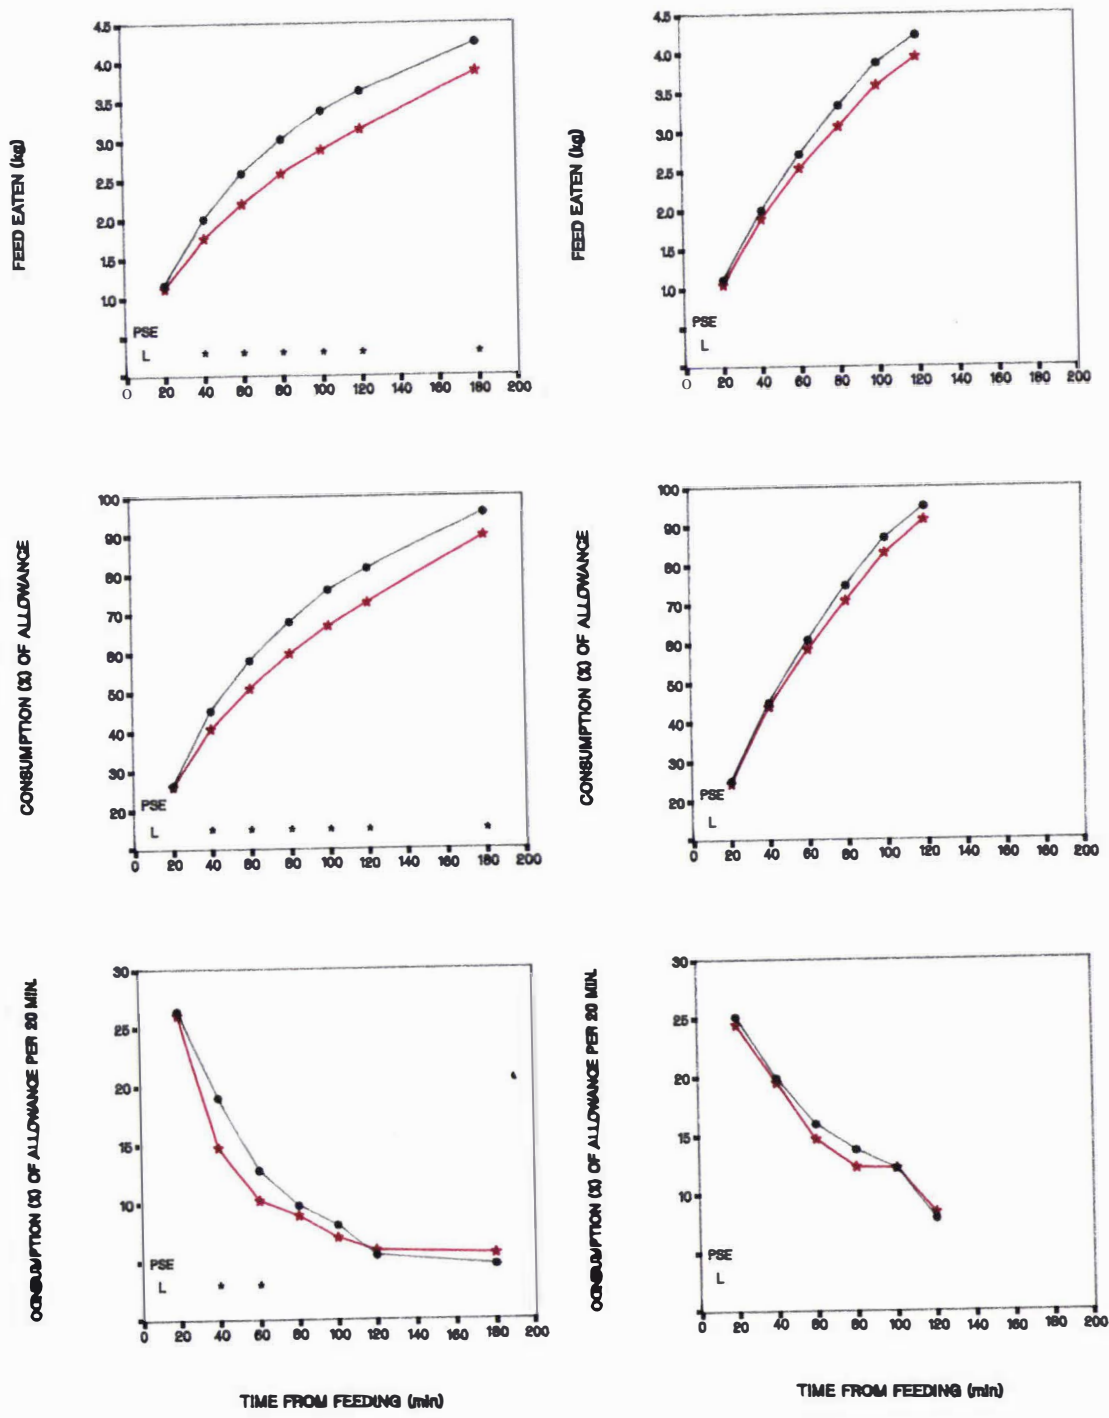 4.5
4.0
3.5
3.0
2.5
2.0
1.5
1.0
FEED EATEN (kg)
PSE
L * * * * * *
0 20 40 60 80 100 120 140 160 180 200
4.5
4.0
3.5
3.0
2.5
2.0
1.5
1.0
FEED EATEN (kg)
PSE
L
0 20 40 60 80 100 120 140 160 180 200
100
90
80
70
60
50
40
30
20
CONSUMPTION (%) OF ALLOWANCE
PSE
L * * * * * *
0 20 40 60 80 100 120 140 160 180 200
100
90
80
70
60
50
40
30
20
CONSUMPTION (%) OF ALLOWANCE
PSE
L
0 20 40 60 80 100 120 140 160 180 200
30
25
20
15
10
CONSUMPTION (%) OF ALLOWANCE PER 20 MIN.
PSE
L * *
0 20 40 60 80 100 120 140 160 180 200
TIME FROM FEEDING (min)
30
25
20
15
10
CONSUMPTION (%) OF ALLOWANCE PER 20 MIN.
PSE
L
0 20 40 60 80 100 120 140 160 180 200
TIME FROM FEEDING (min)